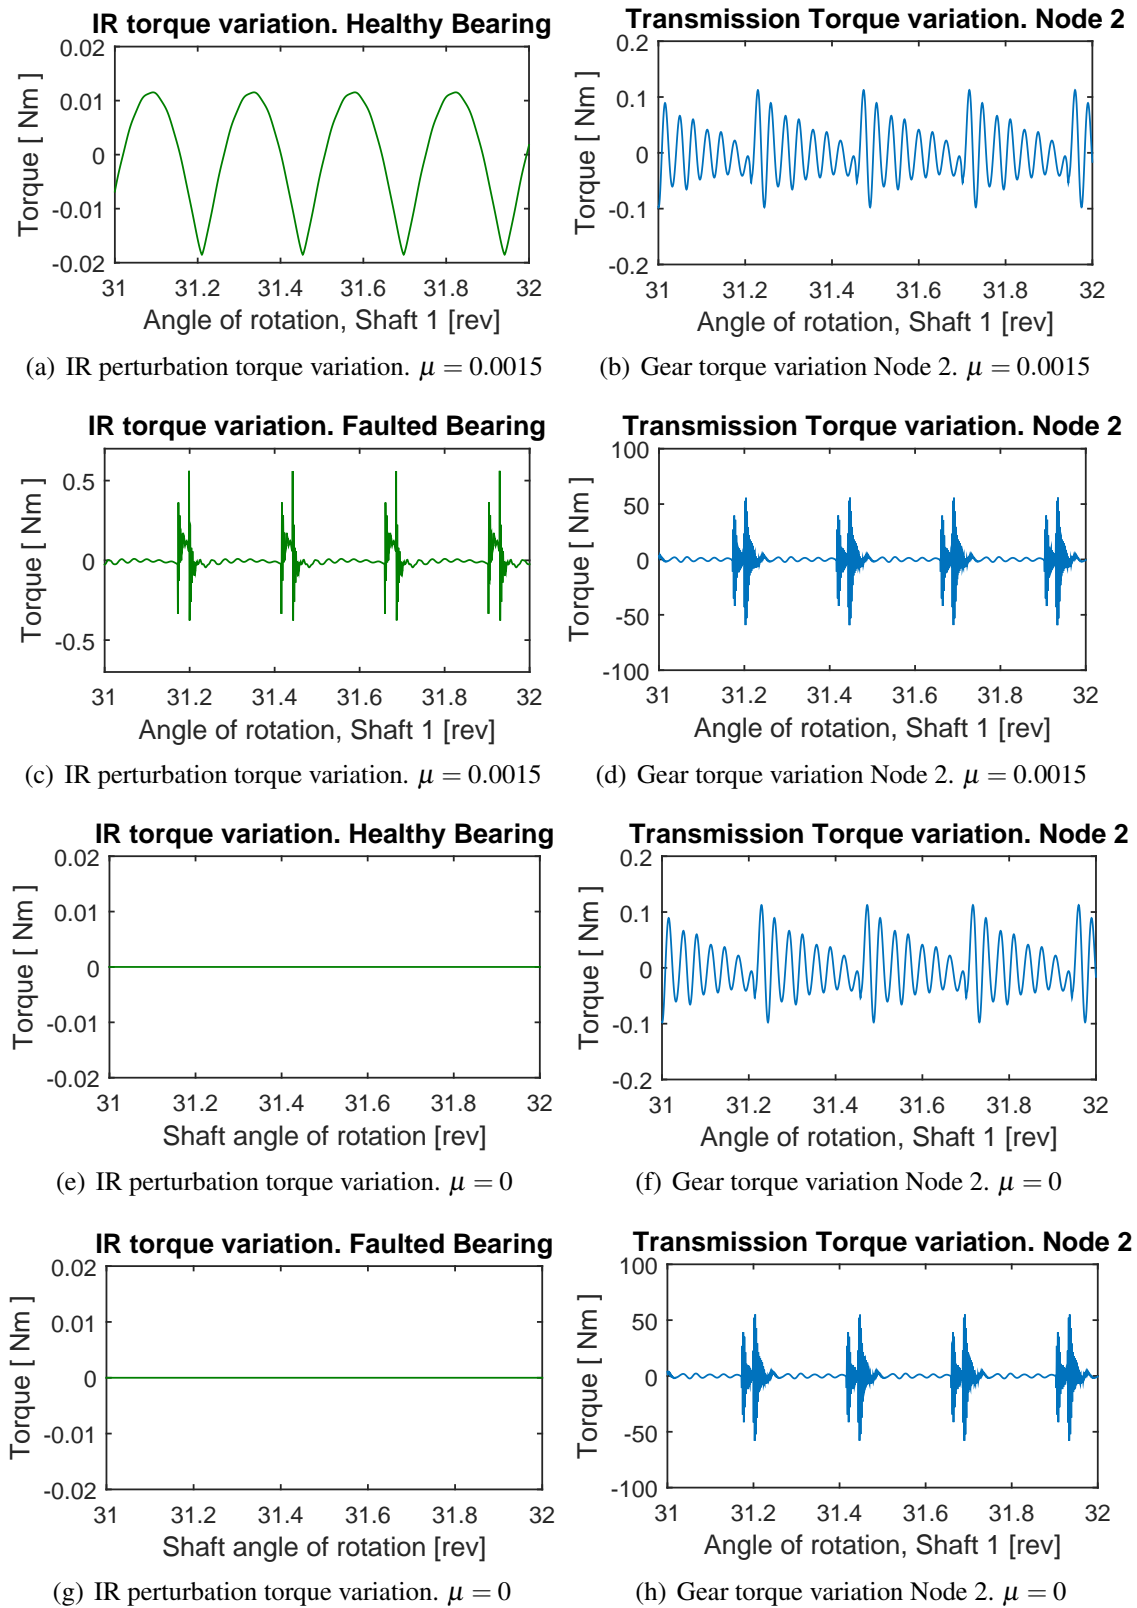 IR torque variation. Healthy Bearing
Torque [ Nm ]
0.02
0.01
0
-0.01
-0.02
31 31.2 31.4 31.6 31.8 32
Angle of rotation, Shaft 1 [rev]
(a) IR perturbation torque variation. μ = 0.0015
Transmission Torque variation. Node 2
Torque [ Nm ]
0.2
0.1
0
-0.1
-0.2
31 31.2 31.4 31.6 31.8 32
Angle of rotation, Shaft 1 [rev]
(b) Gear torque variation Node 2. μ = 0.0015
IR torque variation. Faulted Bearing
Torque [ Nm ]
0.5
0
-0.5
31 31.2 31.4 31.6 31.8 32
Angle of rotation, Shaft 1 [rev]
(c) IR perturbation torque variation. μ = 0.0015
Transmission Torque variation. Node 2
Torque [ Nm ]
100
50
0
-50
-100
31 31.2 31.4 31.6 31.8 32
Angle of rotation, Shaft 1 [rev]
(d) Gear torque variation Node 2. μ = 0.0015
IR torque variation. Healthy Bearing
Torque [ Nm ]
0.02
0.01
0
-0.01
-0.02
31 31.2 31.4 31.6 31.8 32
Shaft angle of rotation [rev]
(e) IR perturbation torque variation. μ = 0
Transmission Torque variation. Node 2
Torque [ Nm ]
0.2
0.1
0
-0.1
-0.2
31 31.2 31.4 31.6 31.8 32
Angle of rotation, Shaft 1 [rev]
(f) Gear torque variation Node 2. μ = 0
IR torque variation. Faulted Bearing
Torque [ Nm ]
0.02
0.01
0
-0.01
-0.02
31 31.2 31.4 31.6 31.8 32
Shaft angle of rotation [rev]
(g) IR perturbation torque variation. μ = 0
Transmission Torque variation. Node 2
Torque [ Nm ]
100
50
0
-50
-100
31 31.2 31.4 31.6 31.8 32
Angle of rotation, Shaft 1 [rev]
(h) Gear torque variation Node 2. μ = 0